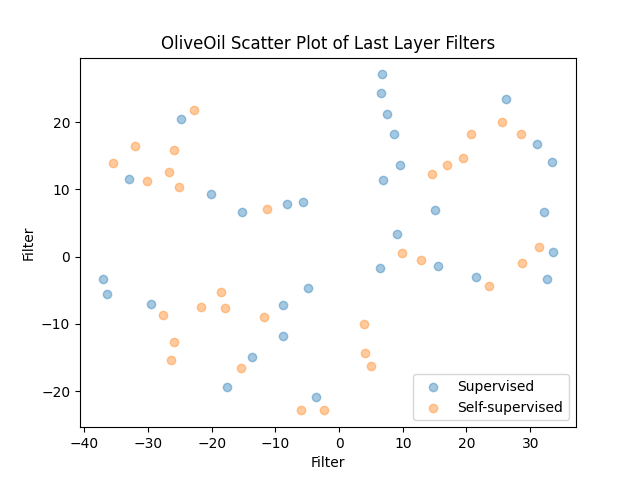 OliveOil Scatter Plot of Last Layer Filters
Filter
20
10
0
−10
−20
−40
−30
−20
−10
0
10
20
30
Filter
Supervised
Self-supervised